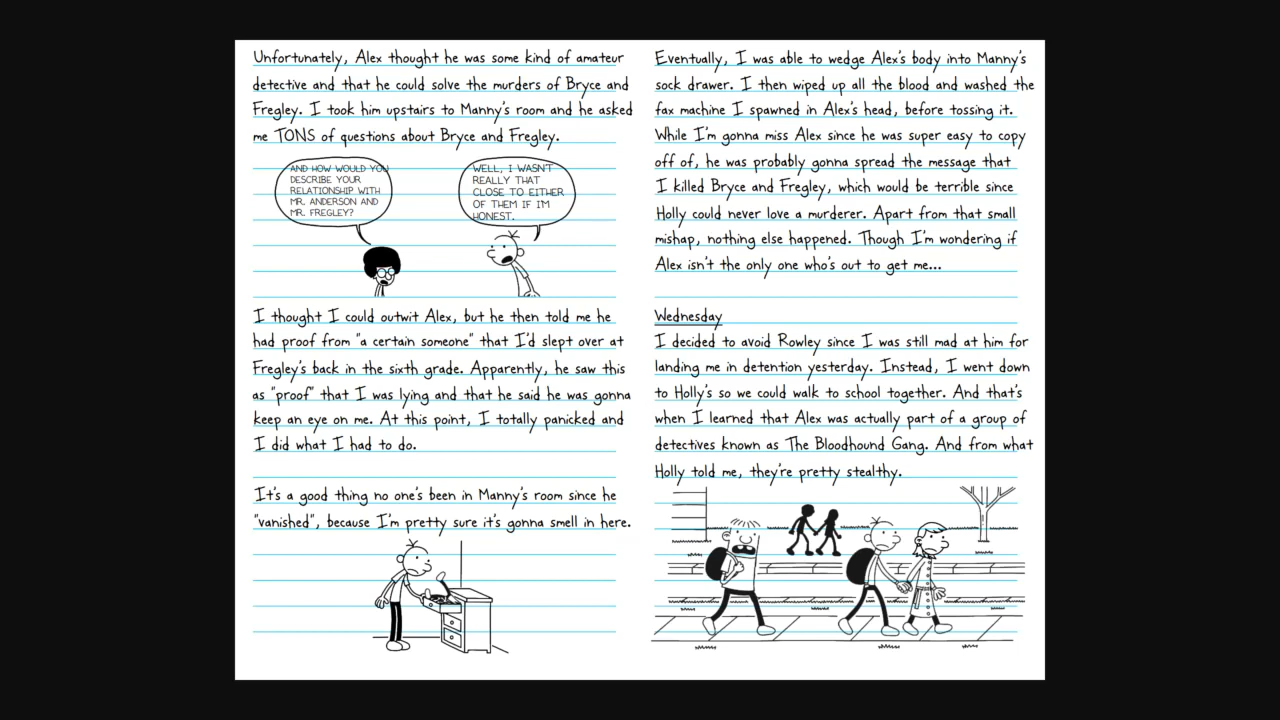 Unfortunately, Alex thought he was some kind of amateur
detective and that he could solve the murders of Bryce and
Fregley. I took him upstairs to Manny's room and he asked
me TONS of questions about Bryce and Fregley.
AND HOW WOULD YOU
DESCRIBE YOUR
RELATIONSHIP WITH
MR. ANDERSON AND
MR. FREGLEY?
WELL, I WASN'T
REALLY THAT
CLOSE TO EITHER
OF THEM IF I'M
HONEST.
I thought I could outwit Alex, but he then told me he
had proof from "a certain someone" that I'd slept over at
Fregley's back in the sixth grade. Apparently, he saw this
as "proof" that I was lying and that he said he was gonna
keep an eye on me. At this point, I totally panicked and
I did what I had to do.
It's a good thing no one's been in Manny's room since he
"vanished", because I'm pretty sure it's gonna smell in here.
Eventually, I was able to wedge Alex's body into Manny's
sock drawer. I then wiped up all the blood and washed the
fax machine I spawned in Alex's head, before tossing it.
While I'm gonna miss Alex since he was super easy to copy
off of, he was probably gonna spread the message that
I killed Bryce and Fregley, which would be terrible since
Holly could never love a murderer. Apart from that small
mishap, nothing else happened. Though I'm wondering if
Alex isn't the only one who's out to get me...
Wednesday
I decided to avoid Rowley since I was still mad at him for
landing me in detention yesterday. Instead, I went down
to Holly's so we could walk to school together. And that's
when I learned that Alex was actually part of a group of
detectives known as The Bloodhound Gang. And from what
Holly told me, they're pretty stealthy.